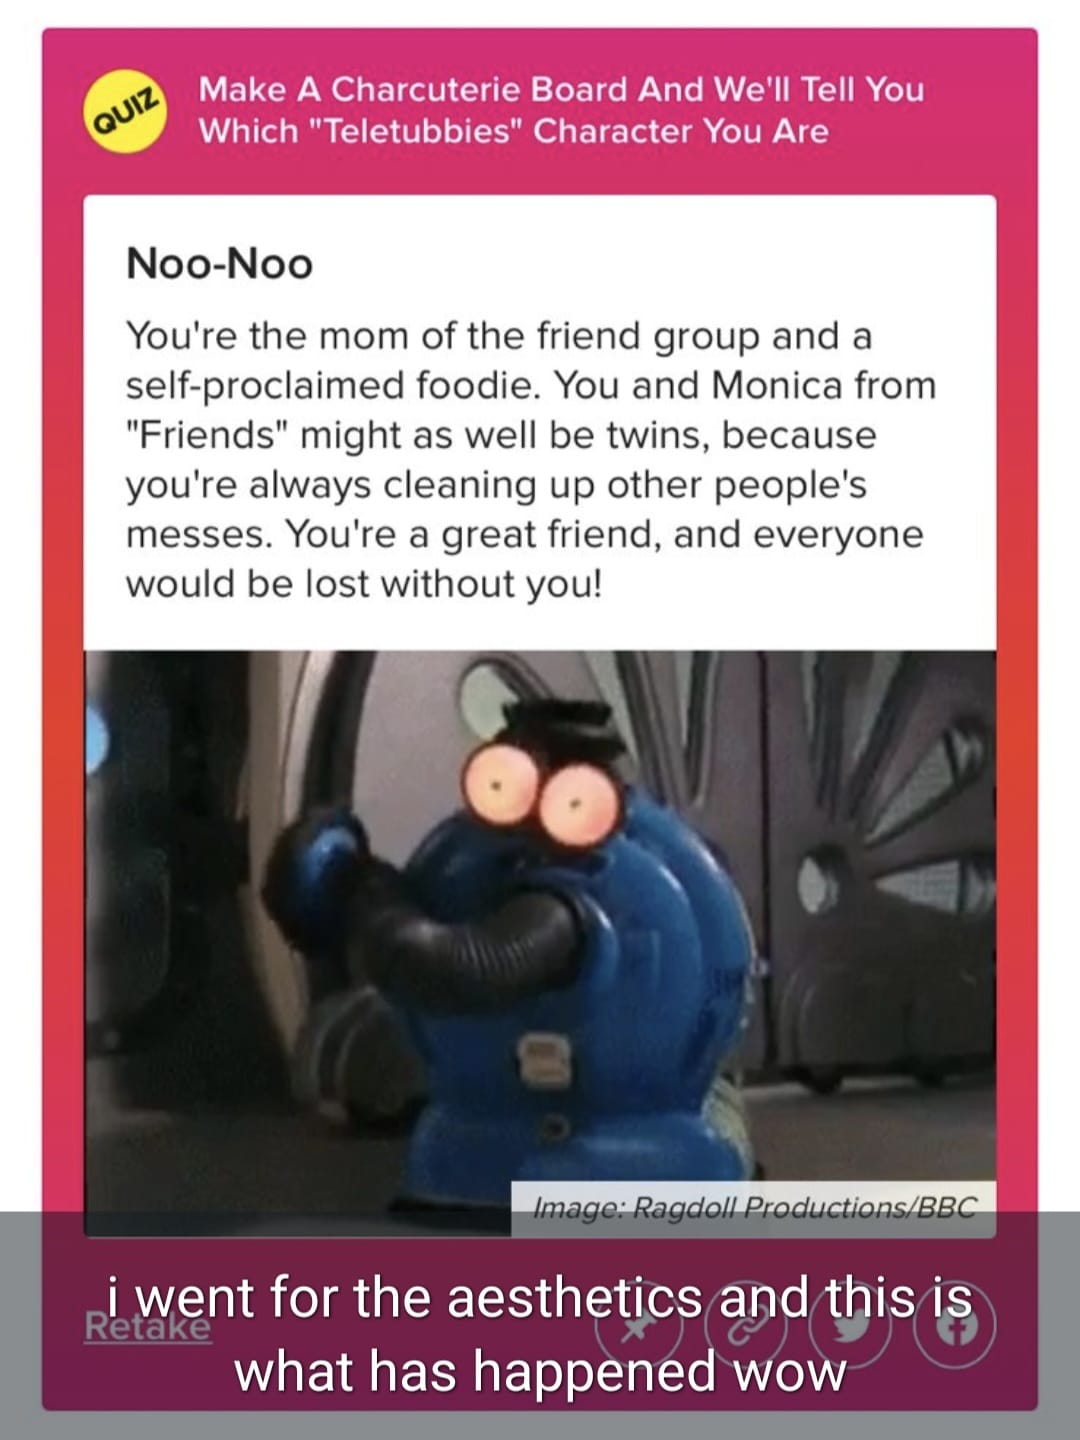 QUIZ
Make A Charcuterie Board And We'll Tell You
Which "Teletubbies" Character You Are
Noo-Noo
You're the mom of the friend group and a
self-proclaimed foodie. You and Monica from
"Friends" might as well be twins, because
you're always cleaning up other people's
messes. You're a great friend, and everyone
would be lost without you!
Image: Ragdoll Productions/BBC
Retake
i went for the aesthetics and this is
what has happened wow